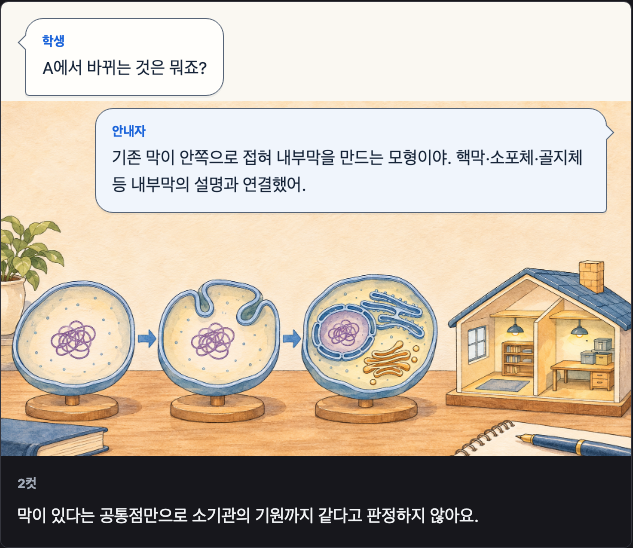 학생
A에서 바뀌는 것은 뭐죠?
안내자
기존 막이 안쪽으로 접혀 내부막을 만드는 모형이야. 핵막·소포체·골지체
등 내부막의 설명과 연결했어.
2컷
막이 있다는 공통점만으로 소기관의 기원까지 같다고 판정하지 않아요.